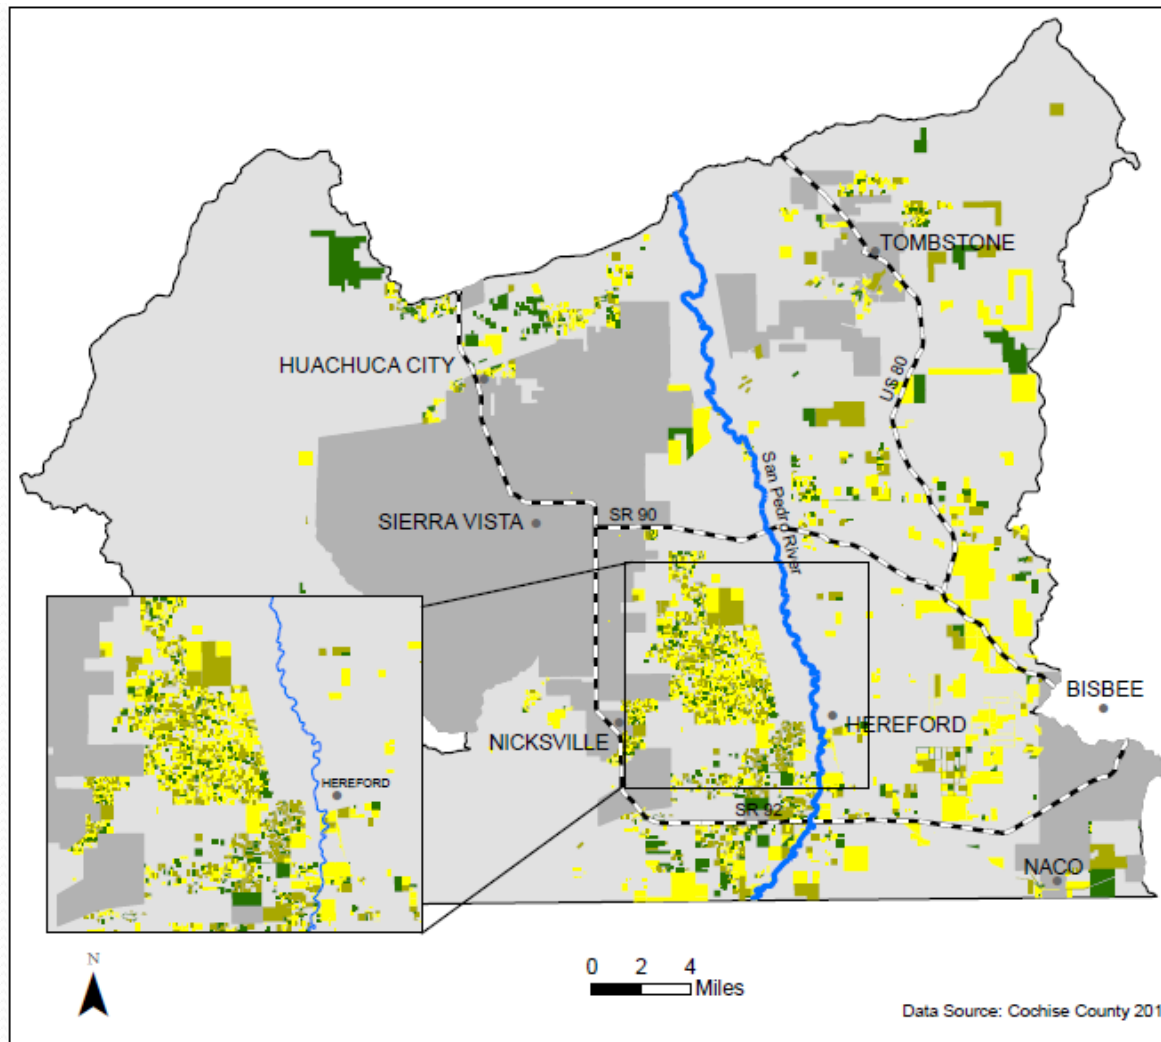 TOMBSTONE
HUACHUCA CITY
US 80
San Pedro River
SIERRA VISTA
SR 90
BISBEE
HEREFORD
NICKSVILLE
HEREFORD
SR 92
NACO
N
0 2 4
Miles
Data Source: Cochise County 201